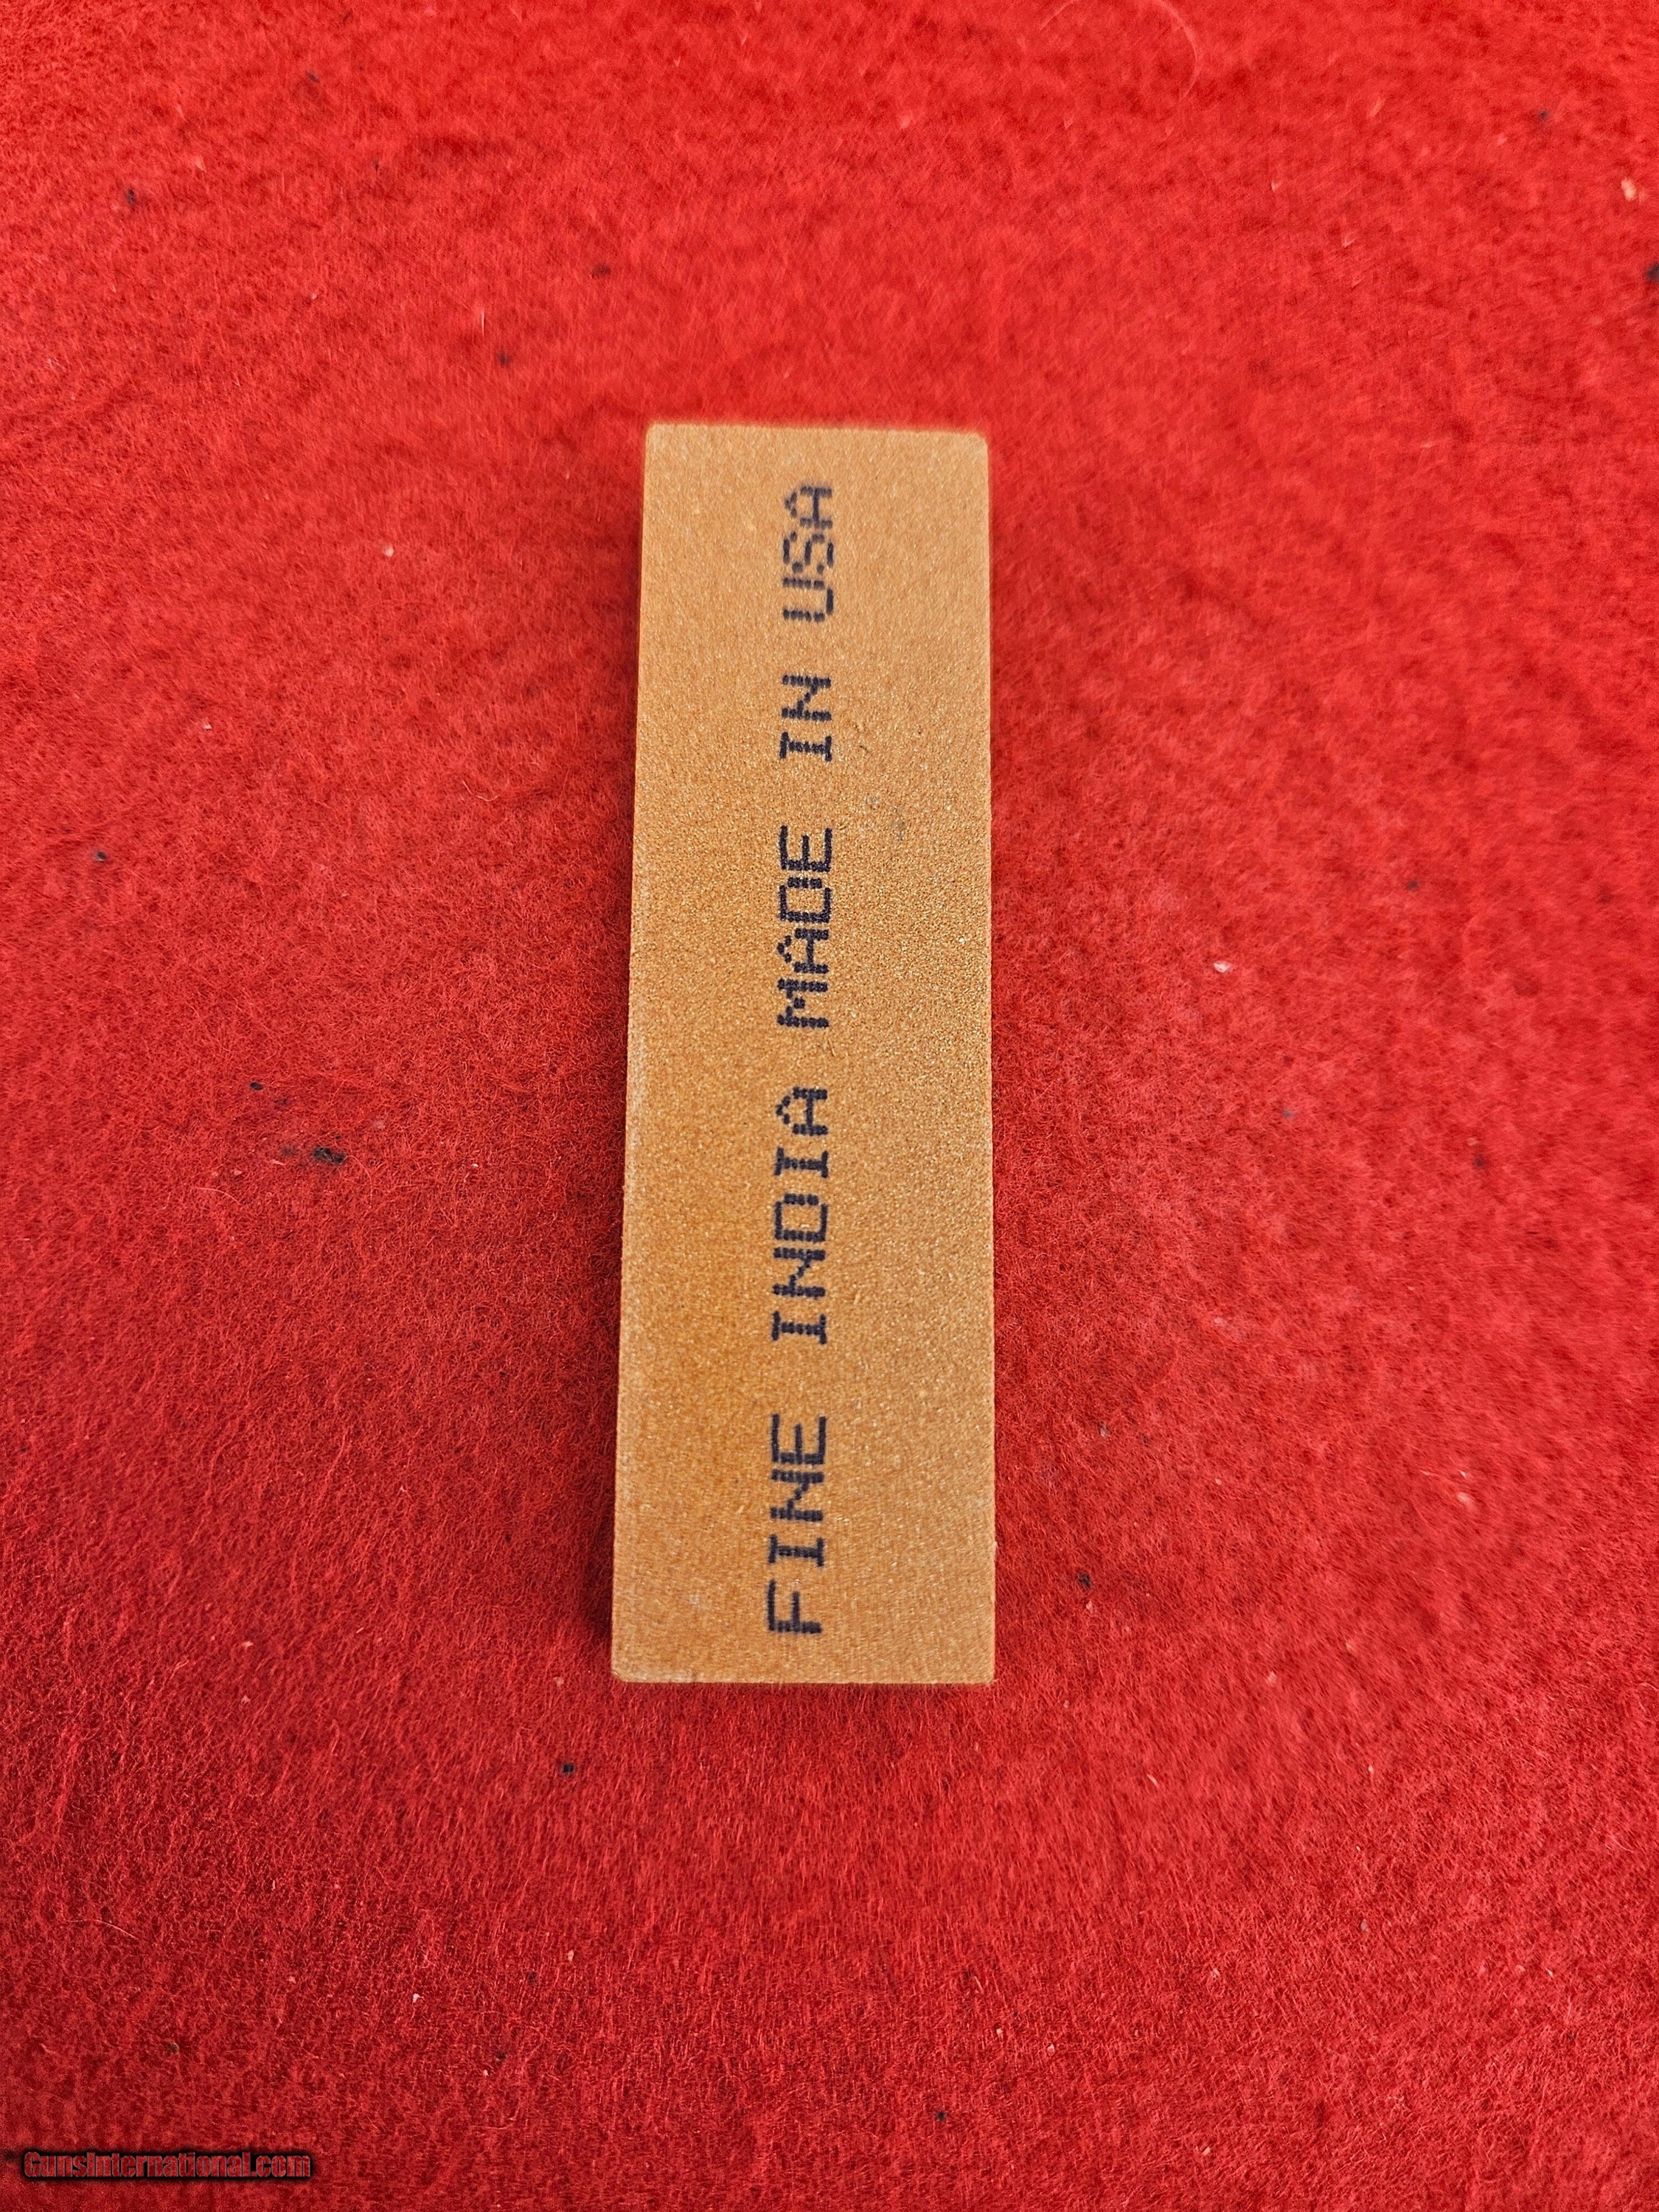 FINE INDIA MADE IN USA
GunsInternational.com